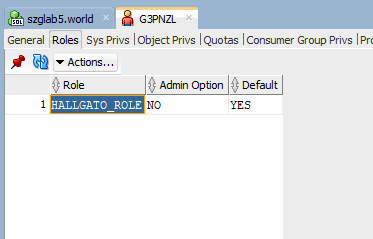 SQL szglab5.world G3PNZL
General Roles Sys Privs Object Privs Quotas Consumer Group Privs
Actions...
Role Admin Option Default
1 HALLGATO_ROLE NO YES